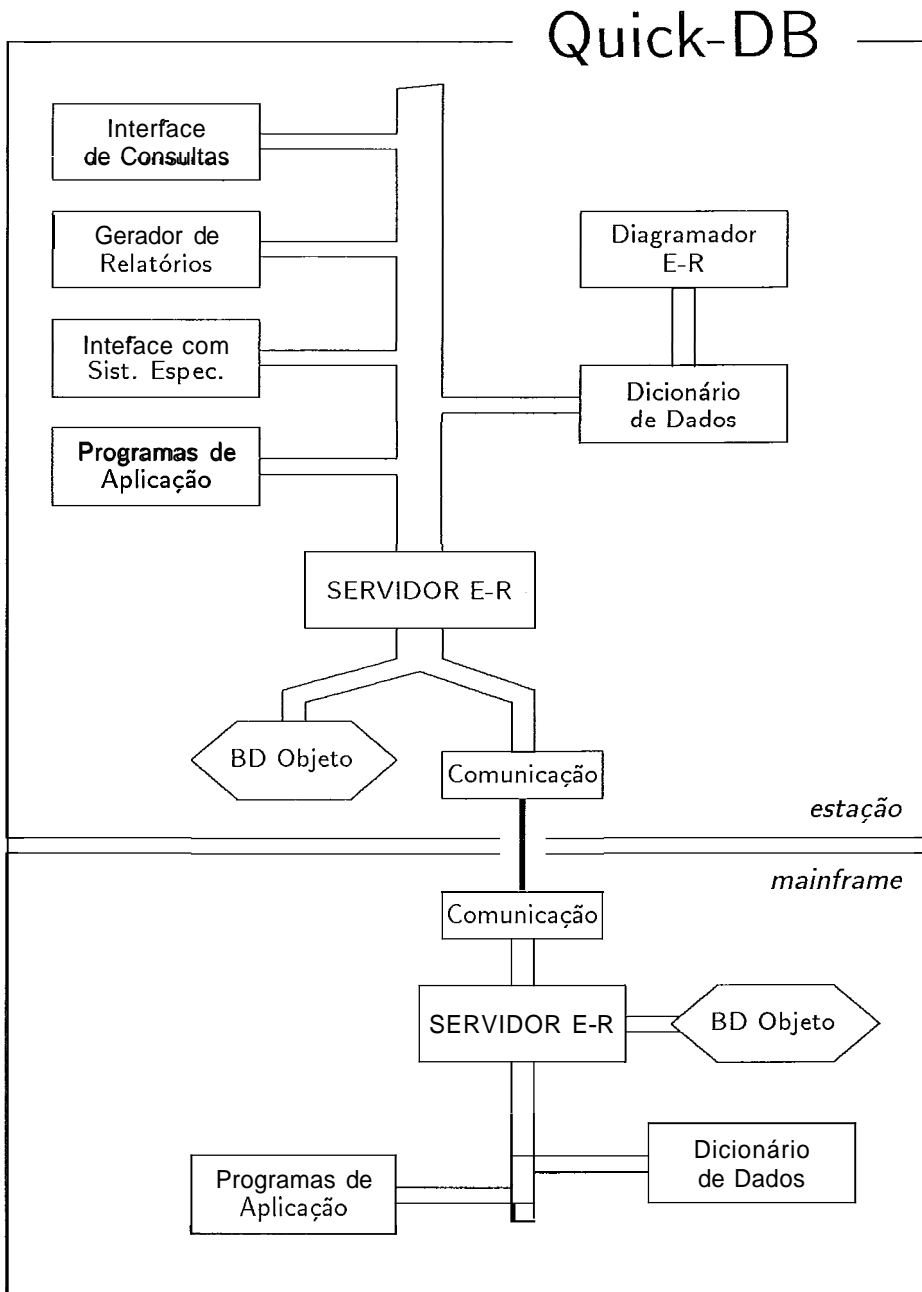 Quick-DB
Interface
de Consultas
Gerador de
Relatórios
Inteface com
Sist. Espec.
Programas de
Aplicação
Diagramador
E-R
Dicionário
de Dados
SERVIDOR E-R
BD Objeto
Comunicação
estação
mainframe
Comunicação
SERVIDOR E-R
BD Objeto
Programas de
Aplicação
Dicionário
de Dados